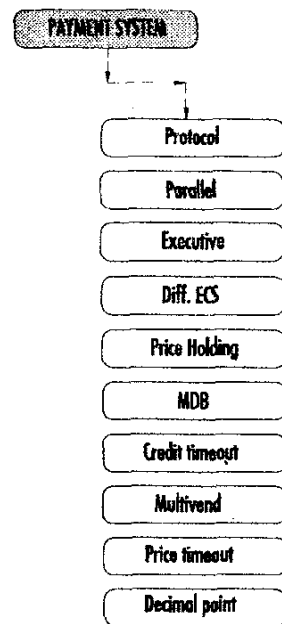 PAYMENT SYSTEM
Protocol
Parallel
Executive
Diff. ECS
Price Holding
MDB
Credit timeout
Multivend
Price timeout
Decimal point